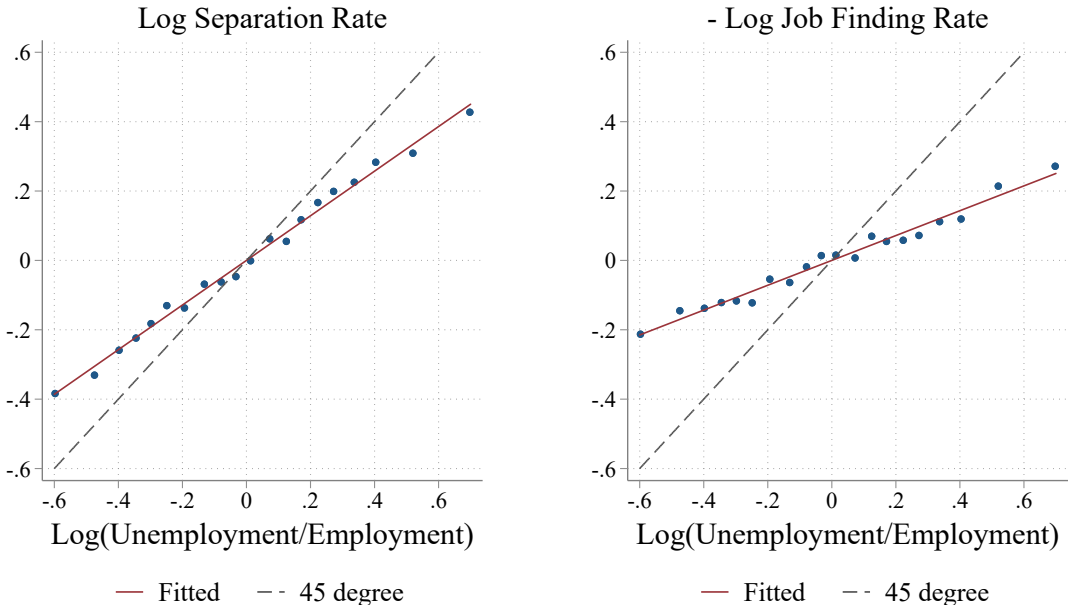 Log Separation Rate
.6
.4
.2
0
-.2
-.4
-.6
-.6 -.4 -.2 0 .2 .4 .6
Log(Unemployment/Employment)
Fitted 45 degree
- Log Job Finding Rate
.6
.4
.2
0
-.2
-.4
-.6
-.6 -.4 -.2 0 .2 .4 .6
Log(Unemployment/Employment)
Fitted 45 degree